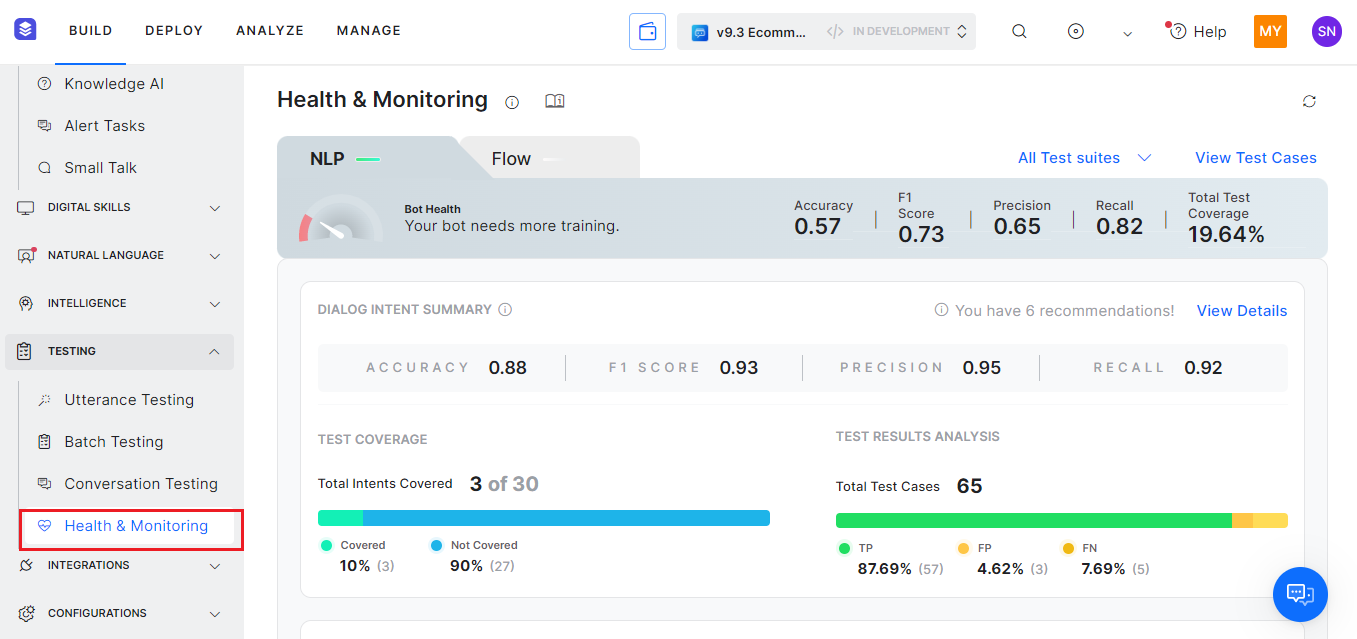 BUILD
DEPLOY
ANALYZE
MANAGE
v9.3 Ecomm...
IN DEVELOPMENT
Help
MY
SN
Knowledge AI
Alert Tasks
Small Talk
DIGITAL SKILLS
NATURAL LANGUAGE
INTELLIGENCE
TESTING
Utterance Testing
Batch Testing
Conversation Testing
Health & Monitoring
INTEGRATIONS
CONFIGURATIONS
Health & Monitoring
NLP
Flow
All Test suites
View Test Cases
Bot Health
Your bot needs more training.
Accuracy
0.57
F1
Score
0.73
Precision
0.65
Recall
0.82
Total Test
Coverage
19.64%
DIALOG INTENT SUMMARY
You have 6 recommendations!
View Details
ACCURACY 0.88
F1 SCORE 0.93
PRECISION 0.95
RECALL 0.92
TEST COVERAGE
Total Intents Covered 3 of 30
Covered
10% (3)
Not Covered
90% (27)
TEST RESULTS ANALYSIS
Total Test Cases 65
TP
87.69% (57)
FP
4.62% (3)
FN
7.69% (5)